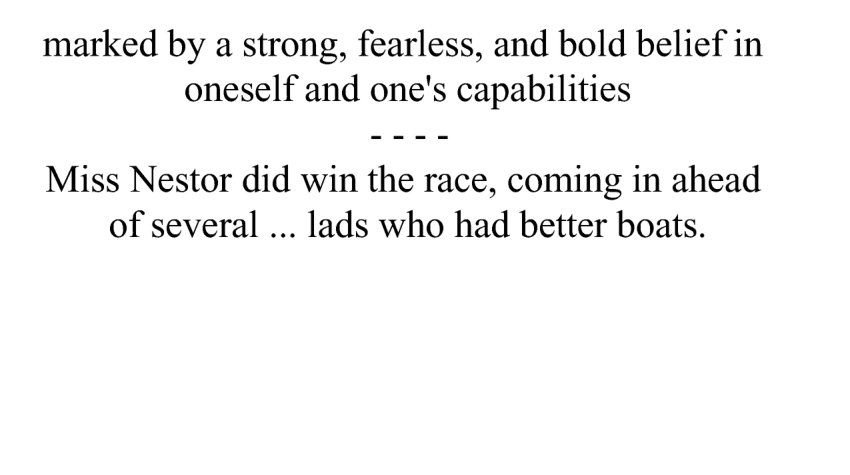 marked by a strong, fearless, and bold belief in
oneself and one's capabilities
- - - -
Miss Nestor did win the race, coming in ahead
of several ... lads who had better boats.